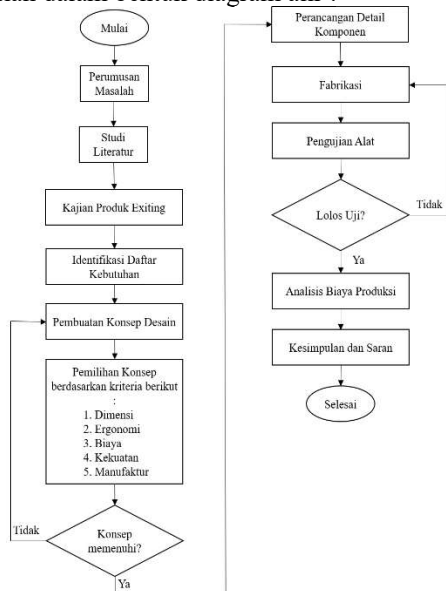 Mulai
Perumusan
Masalah
Studi
Literatur
Kajian Produk Exiting
Identifikasi Daftar
Kebutuhan
Pembuatan Konsep Desain
Pemilihan Konsep
berdasarkan kriteria berikut
:
1. Dimensi
2. Ergonomi
3. Biaya
4. Kekuatan
5. Manufaktur
Konsep
memenuhi?
Tidak
Ya
Perancangan Detail
Komponen
Fabrikasi
Pengujian Alat
Lolos Uji?
Tidak
Ya
Analisis Biaya Produksi
Kesimpulan dan Saran
Selesai